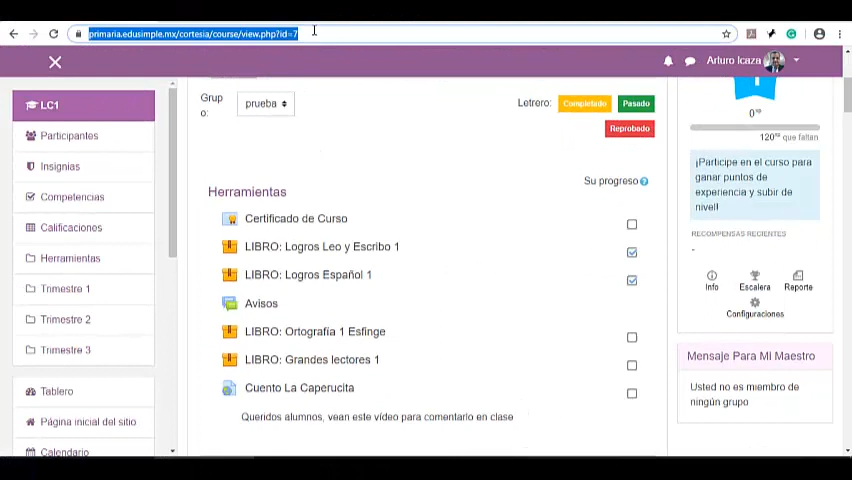 primaria.edusimple.mx/cortesia/course/view.php?id=7
Arturo Icaza
LC1
Participantes
Insignias
Competencias
Calificaciones
Herramientas
Trimestre 1
Trimestre 2
Trimestre 3
Tablero
Página inicial del sitio
Calendario
Grup
o:
prueba
Letrero:
Completado
Pasado
Reprobado
Su progreso
Herramientas
Certificado de Curso
LIBRO: Logros Leo y Escribo 1
LIBRO: Logros Español 1
Avisos
LIBRO: Ortografía 1 Esfinge
LIBRO: Grandes lectores 1
Cuento La Caperucita
Queridos alumnos, vean este vídeo para comentarlo en clase
0xp
120xp que faltan
¡Participe en el curso para
ganar puntos de
experiencia y subir de
nivel!
RECOMPENSAS RECIENTES
-
Info
Escalera
Reporte
Configuraciones
Mensaje Para MI Maestro
Usted no es miembro de
ningún grupo